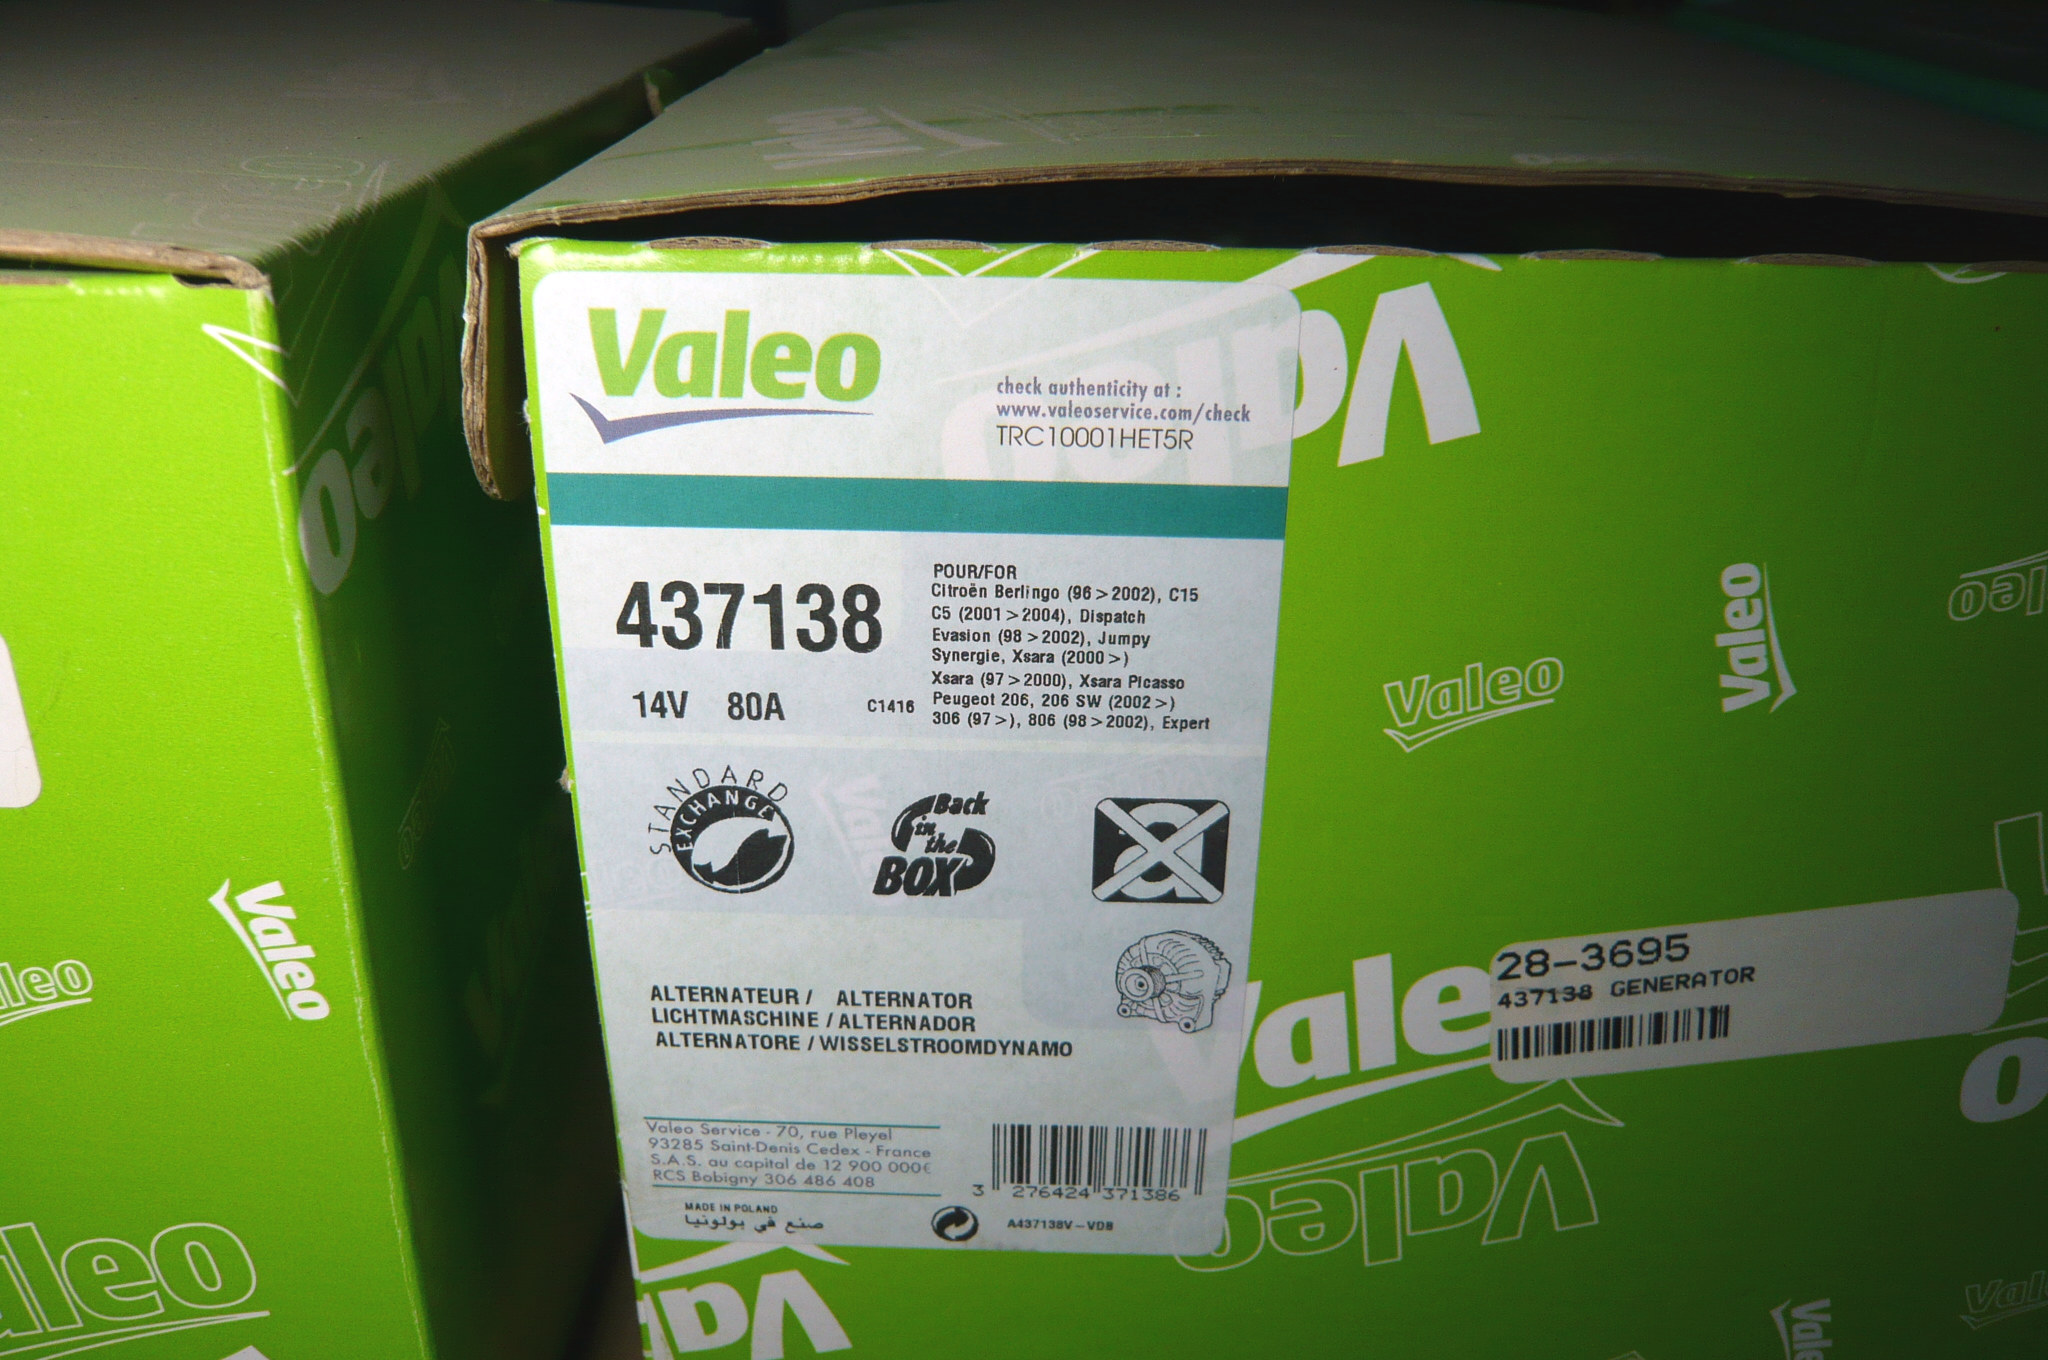 Valeo
check authenticity at :
www.valeoservice.com/check
TRC10001HET5R
437138
14V 80A C1416
POUR/FOR
Citroën Berlingo (96 > 2002), C15
C5 (2001 > 2004), Dispatch
Evasion (98 > 2002), Jumpy
Synergie, Xsara (2000 >)
Xsara (97 > 2000), Xsara Picasso
Peugeot 206, 206 SW (2002 >)
306 (97 >), 806 (98 > 2002), Expert
STANDARD
EXCHANGE
Back
in
the
BOX
a
ALTERNATEUR / ALTERNATOR
LICHTMASCHINE / ALTERNADOR
ALTERNATORE / WISSELSTROOMDYNAMO
Valeo Service - 70, rue Pleyel
93285 Saint-Denis Cedex - France
S.A.S. au capital de 12 900 000€
RCS Bobigny 306 486 408
MADE IN POLAND
صنع في بولونيا
3 276424 371386
A437138V-VDB
28-3695
437138 GENERATOR
Valeo
Valeo
Valeo
Valeo
Valeo
Valeo
Valeo